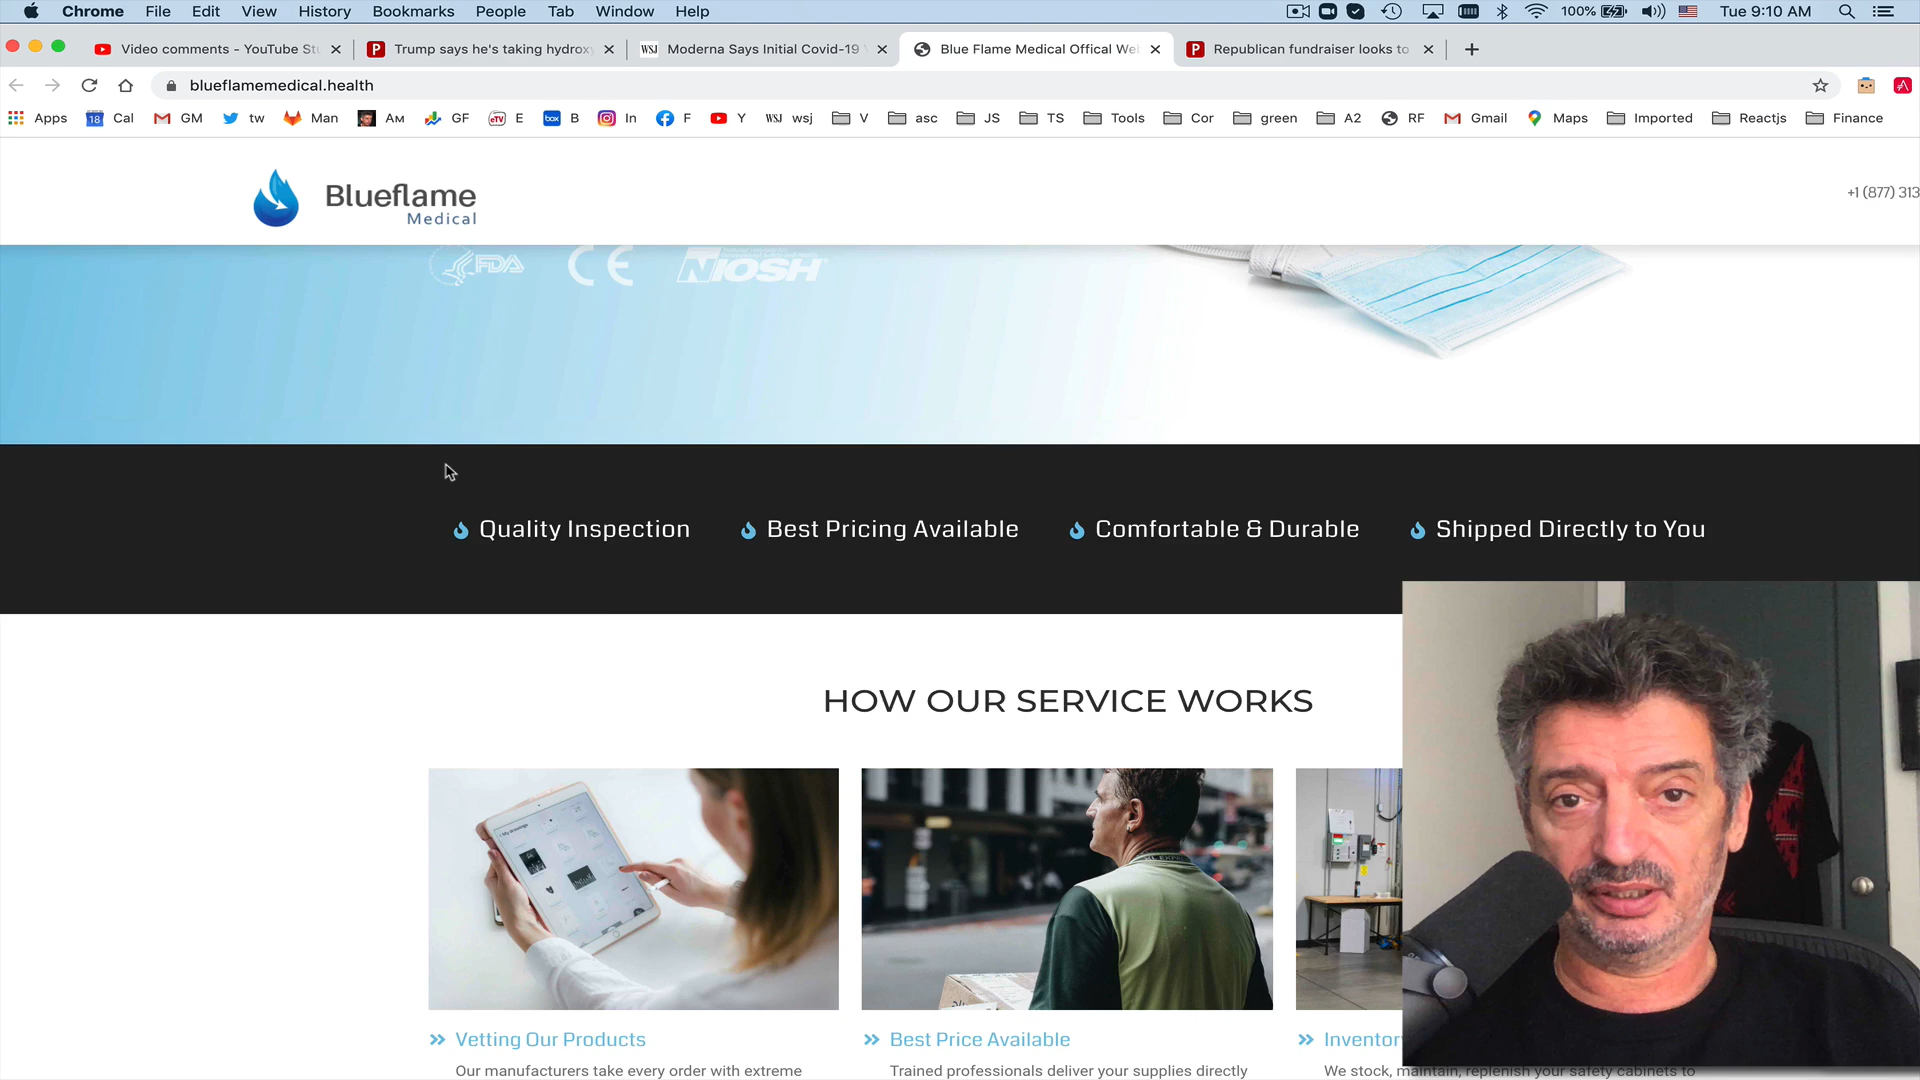 Chrome File Edit View History Bookmarks People Tab Window Help 100% Tue 9:10 AM
Video comments - YouTube St Trump says he's taking hydrox Moderna Says Initial Covid-19 Blue Flame Medical Offical We Republican fundraiser looks to
blueflamemedical.health
Apps Cal GM tw Man Am GF E B In F Y wsj V asc JS TS Tools Cor green A2 RF Gmail Maps Imported Reactjs Finance
Blueflame
Medical
+1 (877) 313
FDA CE NIOSH
Quality Inspection Best Pricing Available Comfortable & Durable Shipped Directly to You
HOW OUR SERVICE WORKS
Vetting Our Products Best Price Available Inventor
Our manufacturers take every order with extreme Trained professionals deliver your supplies directly We stock, maintain, replenish your safety cabinets to